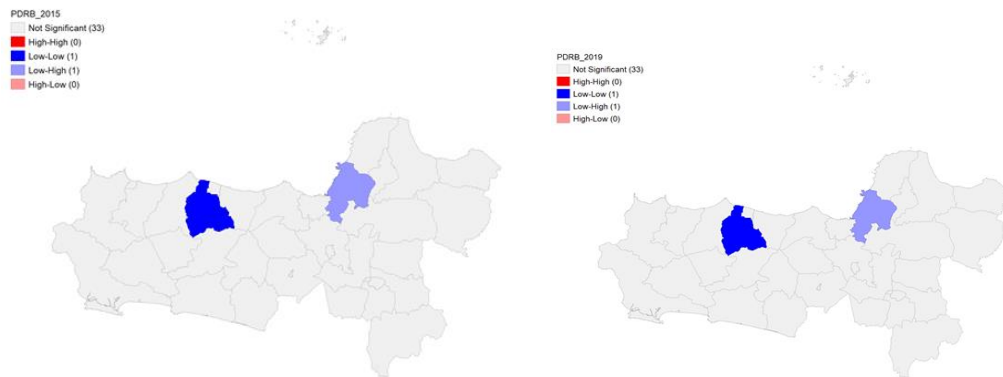 PDRB_2015
Not Significant (33)
High-High (0)
Low-Low (1)
Low-High (1)
High-Low (0)
PDRB_2019
Not Significant (33)
High-High (0)
Low-Low (1)
Low-High (1)
High-Low (0)